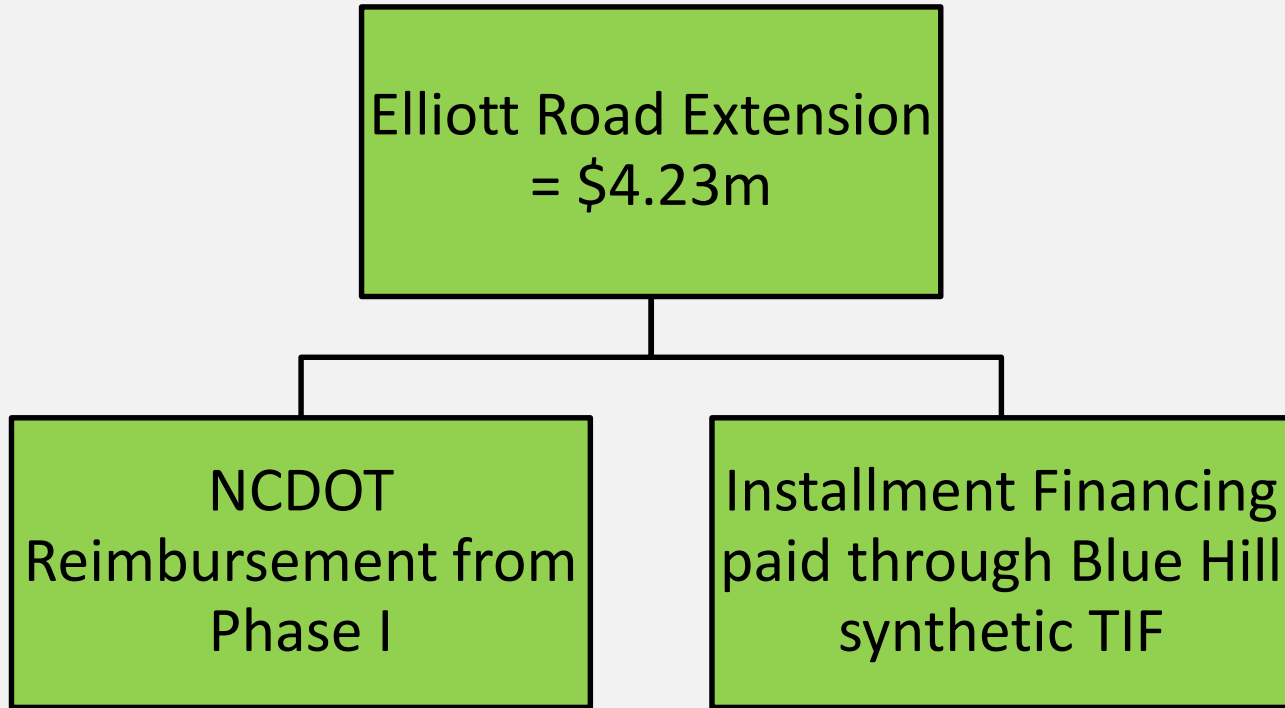 Elliott Road Extension
= $4.23m
NCDOT
Reimbursement from
Phase I
Installment Financing
paid through Blue Hill
synthetic TIF